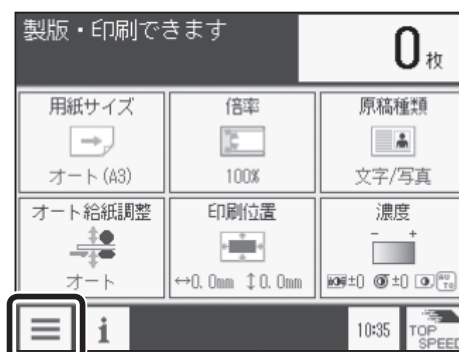 製版・印刷できます
0枚
用紙サイズ
倍率
原稿種類
オート(A3)
100%
文字/写真
オート給紙調整
印刷位置
濃度
- +
オート
↔0.0mm ↕0.0mm
±0 ±0 AUTO
i
10:35
TOP SPEED